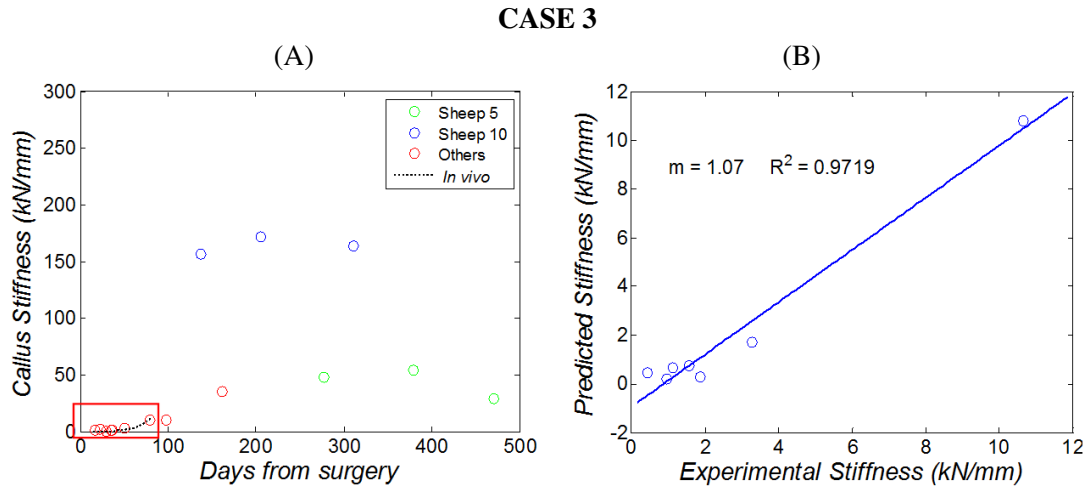 CASE 3
(A)
(B)
300
250
200
150
100
50
0
Callus Stiffness (kN/mm)
Sheep 5
Sheep 10
Others
In vivo
0 100 200 300 400 500
Days from surgery
12
10
8
6
4
2
0
-2
Predicted Stiffness (kN/mm)
m = 1.07 R² = 0.9719
0 2 4 6 8 10 12
Experimental Stiffness (kN/mm)